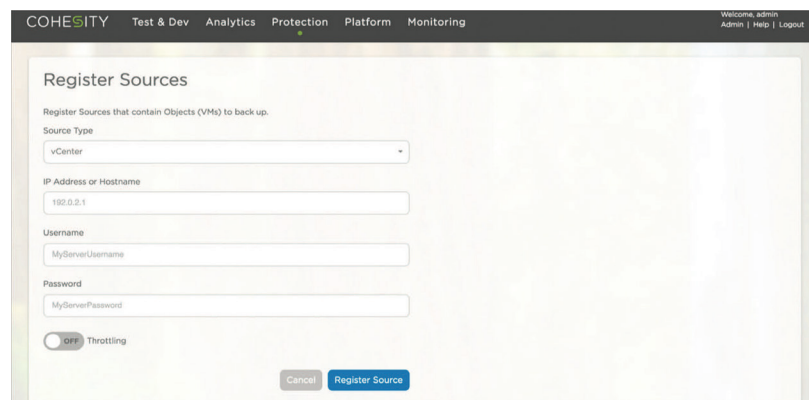 COHESITY Test & Dev Analytics Protection Platform Monitoring
Welcome, admin
Admin | Help | Logout
Register Sources
Register Sources that contain Objects (VMs) to back up.
Source Type
vCenter
IP Address or Hostname
192.0.2.1
Username
MyServerUsername
Password
MyServerPassword
OFF Throttling
Cancel Register Source